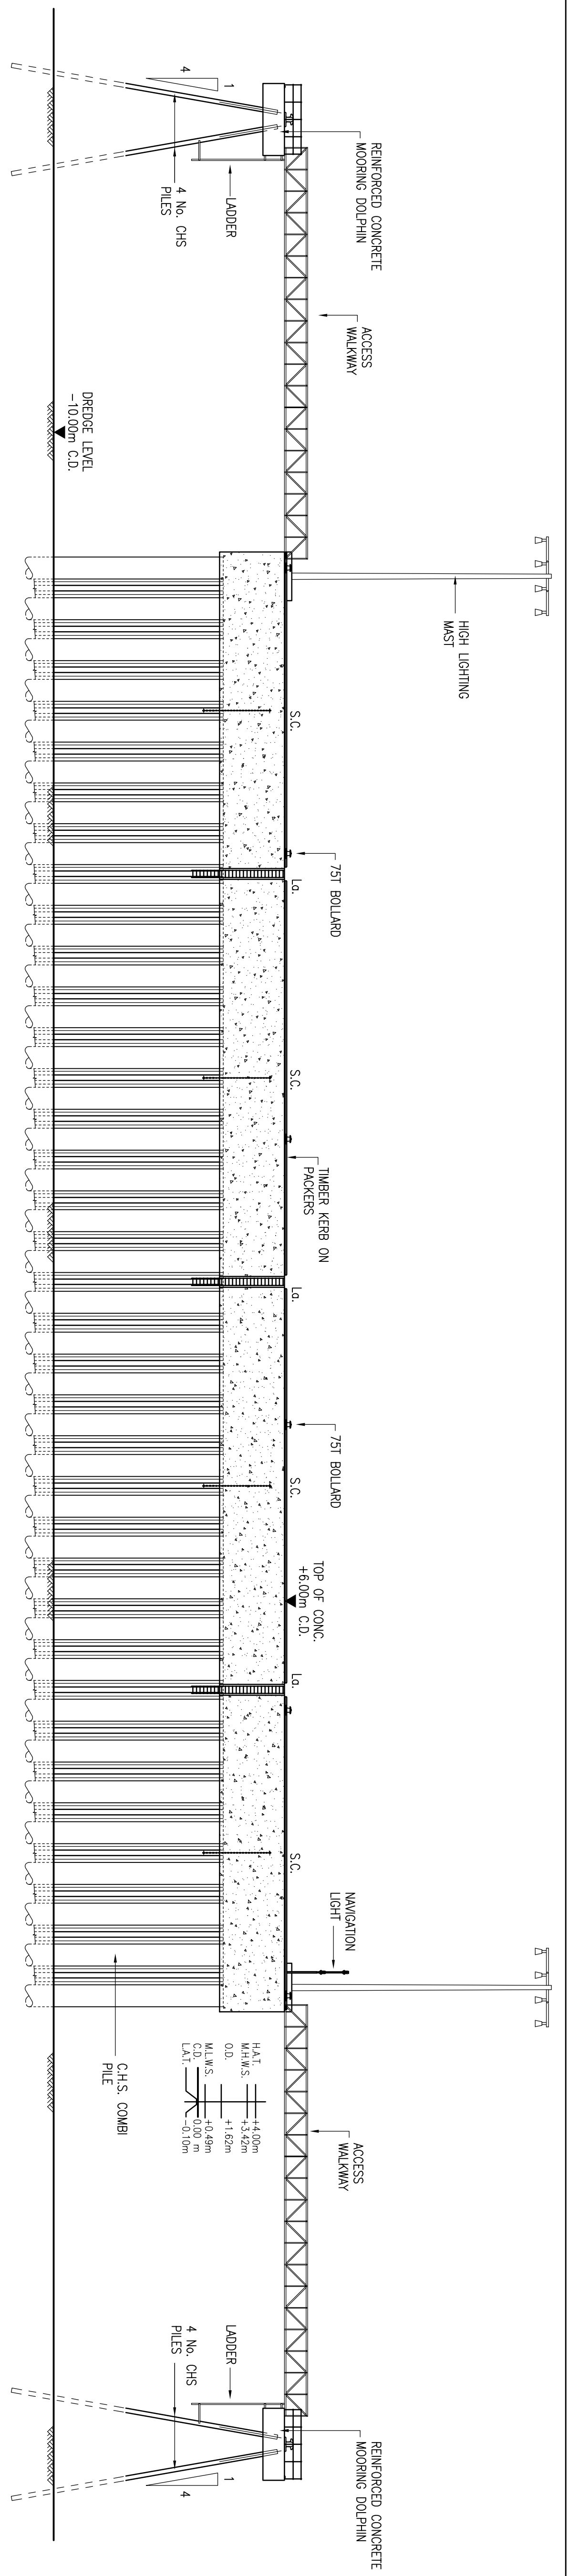 REINFORCED CONCRETE
MOORING DOLPHIN
1
4
4 No. CHS
PILES
LADDER
ACCESS
WALKWAY
DREDGE LEVEL
-10.00m C.D.
HIGH LIGHTING
MAST
S.C.
75T BOLLARD
La.
S.C.
TIMBER KERB ON
PACKERS
La.
75T BOLLARD
S.C.
TOP OF CONC.
+6.00m C.D.
La.
S.C.
NAVIGATION
LIGHT
C.H.S. COMBI
PILE
H.A.T. +4.00m
M.H.W.S. +3.42m
O.D. +1.62m
M.L.W.S. +0.49m
C.D. 0.00 m
L.A.T. -0.10m
ACCESS
WALKWAY
LADDER
4 No. CHS
PILES
REINFORCED CONCRETE
MOORING DOLPHIN
1
4